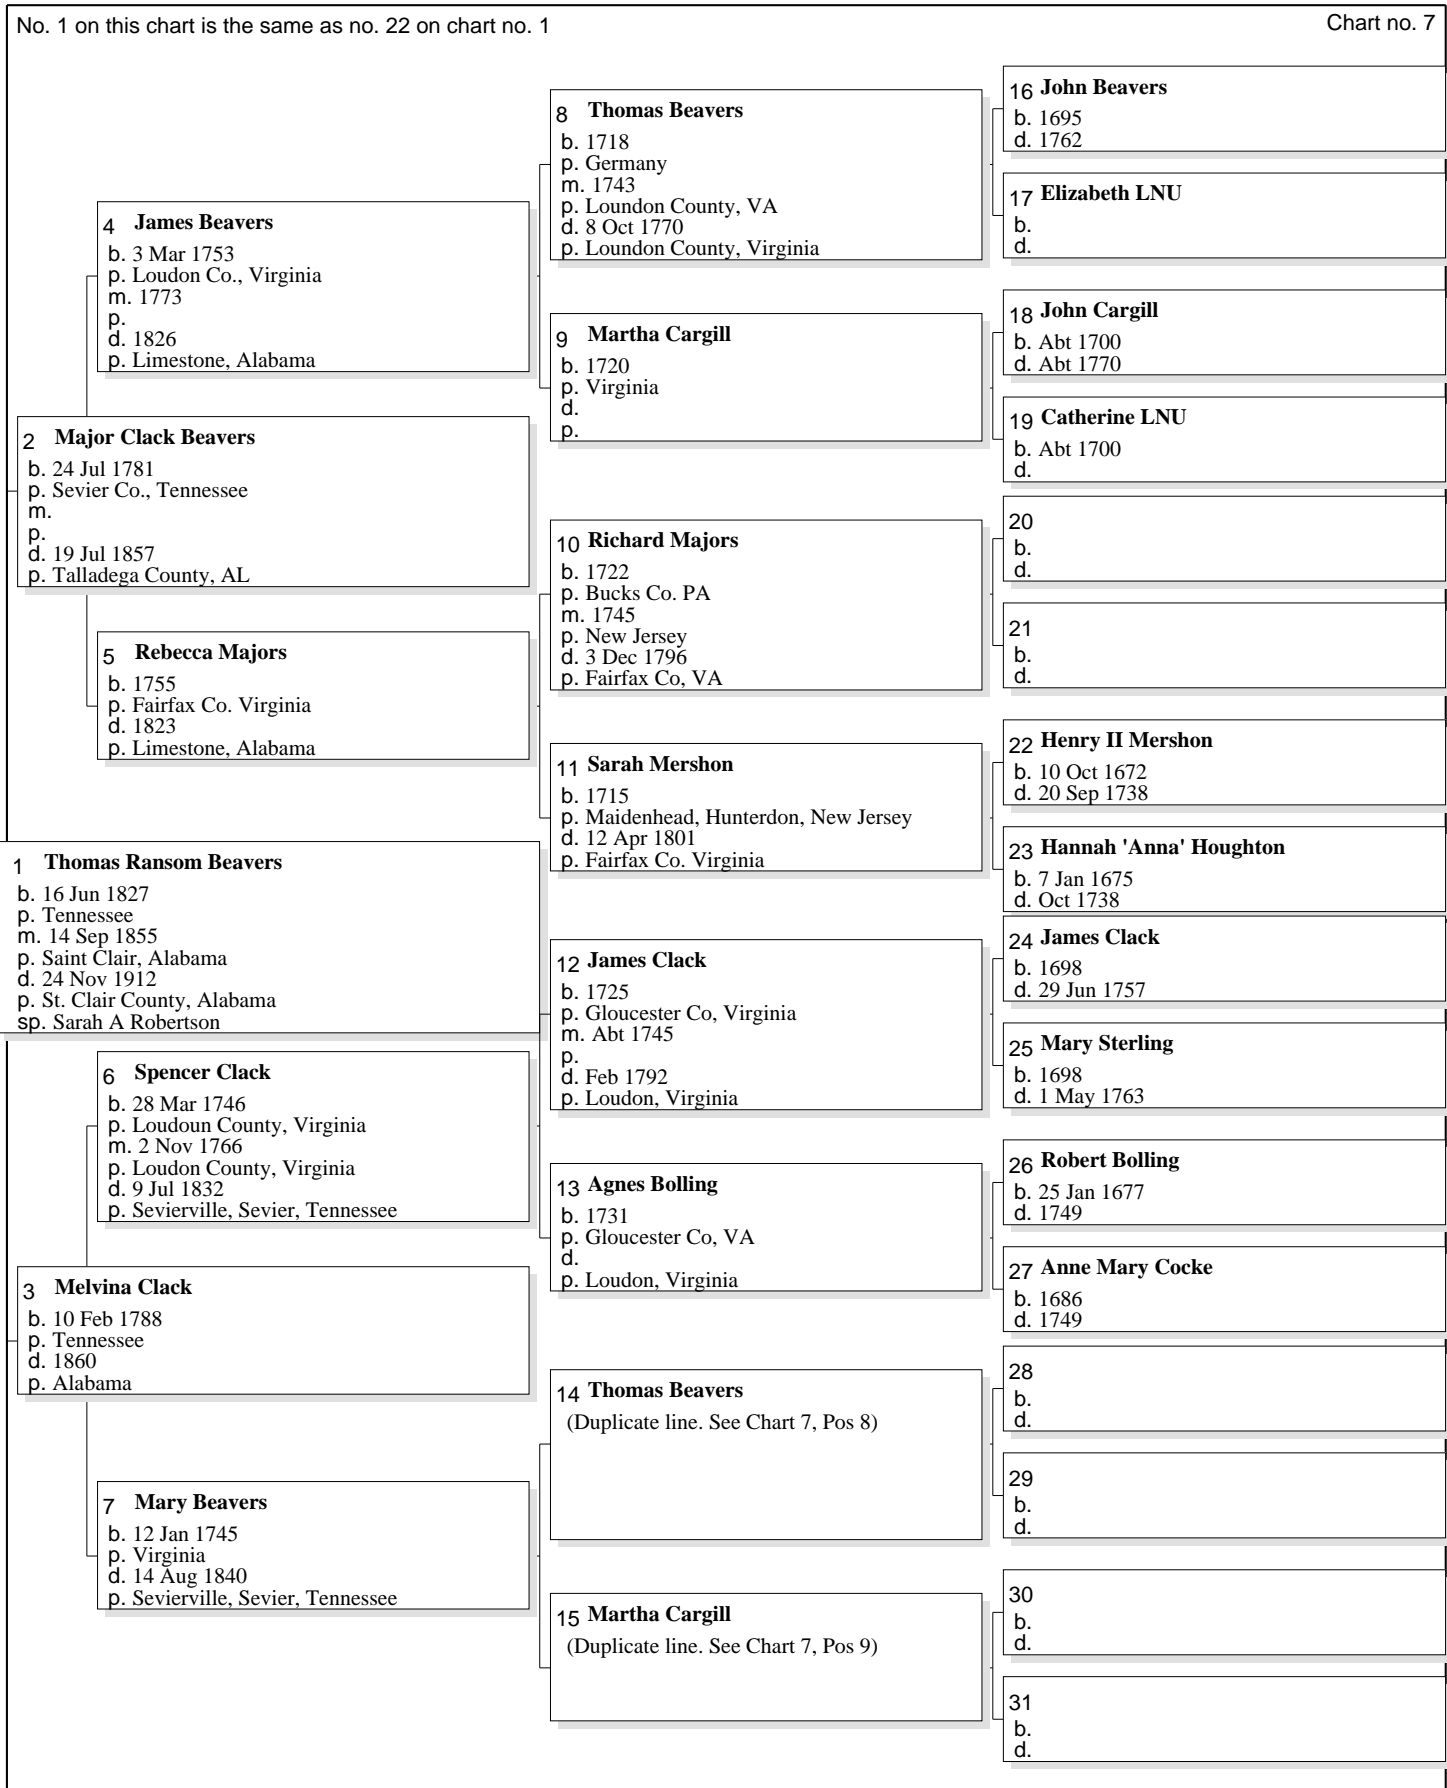 No. 1 on this chart is the same as no. 22 on chart no. 1
Chart no. 7
1 Thomas Ransom Beavers
b. 16 Jun 1827
p. Tennessee
m. 14 Sep 1855
p. Saint Clair, Alabama
d. 24 Nov 1912
p. St. Clair County, Alabama
sp. Sarah A Robertson
2 Major Clack Beavers
b. 24 Jul 1781
p. Sevier Co., Tennessee
m.
p.
d. 19 Jul 1857
p. Talladega County, AL
3 Melvina Clack
b. 10 Feb 1788
p. Tennessee
d. 1860
p. Alabama
4 James Beavers
b. 3 Mar 1753
p. Loudon Co., Virginia
m. 1773
p.
d. 1826
p. Limestone, Alabama
5 Rebecca Majors
b. 1755
p. Fairfax Co. Virginia
d. 1823
p. Limestone, Alabama
6 Spencer Clack
b. 28 Mar 1746
p. Loudoun County, Virginia
m. 2 Nov 1766
p. Loudon County, Virginia
d. 9 Jul 1832
p. Sevierville, Sevier, Tennessee
7 Mary Beavers
b. 12 Jan 1745
p. Virginia
d. 14 Aug 1840
p. Sevierville, Sevier, Tennessee
8 Thomas Beavers
b. 1718
p. Germany
m. 1743
p. Loundon County, VA
d. 8 Oct 1770
p. Loundon County, Virginia
9 Martha Cargill
b. 1720
p. Virginia
d.
p.
10 Richard Majors
b. 1722
p. Bucks Co. PA
m. 1745
p. New Jersey
d. 3 Dec 1796
p. Fairfax Co, VA
11 Sarah Mershon
b. 1715
p. Maidenhead, Hunterdon, New Jersey
d. 12 Apr 1801
p. Fairfax Co. Virginia
12 James Clack
b. 1725
p. Gloucester Co, Virginia
m. Abt 1745
p.
d. Feb 1792
p. Loudon, Virginia
13 Agnes Bolling
b. 1731
p. Gloucester Co, VA
d.
p. Loudon, Virginia
14 Thomas Beavers
(Duplicate line. See Chart 7, Pos 8)
15 Martha Cargill
(Duplicate line. See Chart 7, Pos 9)
16 John Beavers
b. 1695
d. 1762
17 Elizabeth LNU
b.
d.
18 John Cargill
b. Abt 1700
d. Abt 1770
19 Catherine LNU
b. Abt 1700
d.
20
b.
d.
21
b.
d.
22 Henry II Mershon
b. 10 Oct 1672
d. 20 Sep 1738
23 Hannah 'Anna' Houghton
b. 7 Jan 1675
d. Oct 1738
24 James Clack
b. 1698
d. 29 Jun 1757
25 Mary Sterling
b. 1698
d. 1 May 1763
26 Robert Bolling
b. 25 Jan 1677
d. 1749
27 Anne Mary Cocke
b. 1686
d. 1749
28
b.
d.
29
b.
d.
30
b.
d.
31
b.
d.